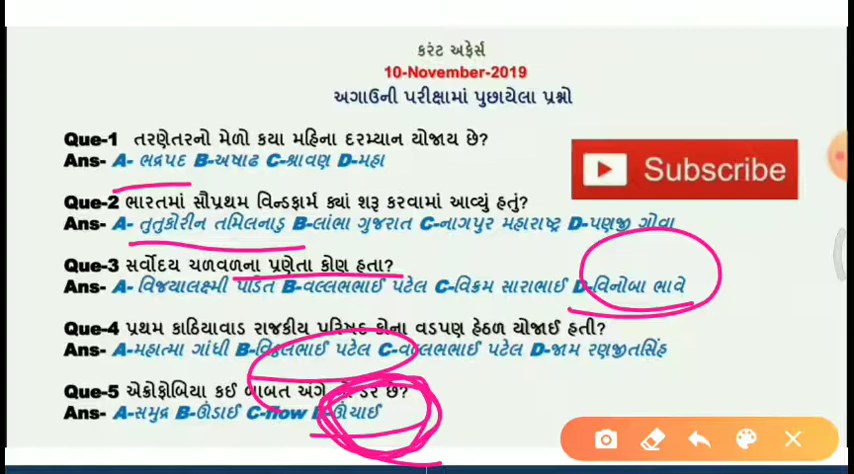 કરંટ અફેર્સ
10-November-2019
અગાઉની પરીક્ષામાં પુછાયેલા પ્રશ્નો
Que-1 તરણેતરનો મેળો કયા મહિના દરમ્યાન યોજાય છે?
Ans- A- ભદ્રપદ B-અષાઢ C-શ્રાવણ D-મહા
Subscribe
Que-2 ભારતમાં સૌપ્રથમ વિન્ડફાર્મ ક્યાં શરૂ કરવામાં આવ્યું હતું?
Ans- A- તુતુકોરીન તમિલનાડુ B-લાંભા ગુજરાત C-નાગપુર મહારાષ્ટ્ર D-પણજી ગોવા
Que-3 સર્વોદય ચળવળના પ્રણેતા કોણ હતા?
Ans- A- વિજયાલક્ષ્મી પંડિત B-વલ્લભભાઈ પટેલ C-વિક્રમ સારાભાઈ D-વિનોબા ભાવે
Que-4 પ્રથમ કાઠિયાવાડ રાજકીય પરિષદ કોના વડપણ હેઠળ યોજાઈ હતી?
Ans- A-મહાત્મા ગાંધી B-વિઠ્ઠલભાઈ પટેલ C-વલ્લભભાઈ પટેલ D-જામ રણજીતસિંહ
Que-5 એક્રોફોબિયા કઈ બાબત અંગે નો ડર છે?
Ans- A-સમુદ્ર B-ઊંડાઈ C-flow D-ઊંચાઈ